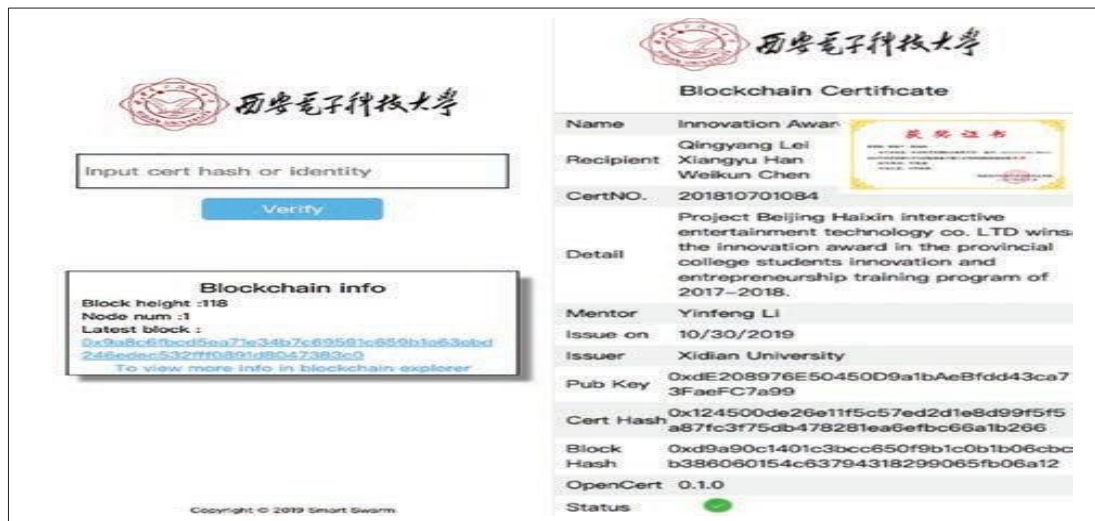 西安电子科技大学
Input cert hash or identity
Verify
Blockchain info
Block height :118
Node num :1
Latest block :
To view more info in blockchain explorer
Copyright © 2019 Smart Swarm
西安电子科技大学
Blockchain Certificate
Name Innovation Awar
获奖证书
Recipient Qingyang Lei
Xiangyu Han
Weikun Chen
CertNO. 201810701084
Detail Project Beijing Haixin interactive
entertainment technology co. LTD wins
the innovation award in the provincial
college students innovation and
entrepreneurship training program of
2017-2018.
Mentor Yinfeng Li
Issue on 10/30/2019
Issuer Xidian University
Pub Key 0xdE208976E50450D9a1bAeBfdd43ca7
3FaeFC7a99
Cert Hash 0x124500de26e11f5c57ed2d1e8d99f5f5
a87fc3f75db478281ea6efbc66a1b266
Block Hash 0xd9a90c1401c3bcc650f9b1c0b1b06cbc
b386060154c63794318299065fb06a12
OpenCert 0.1.0
Status